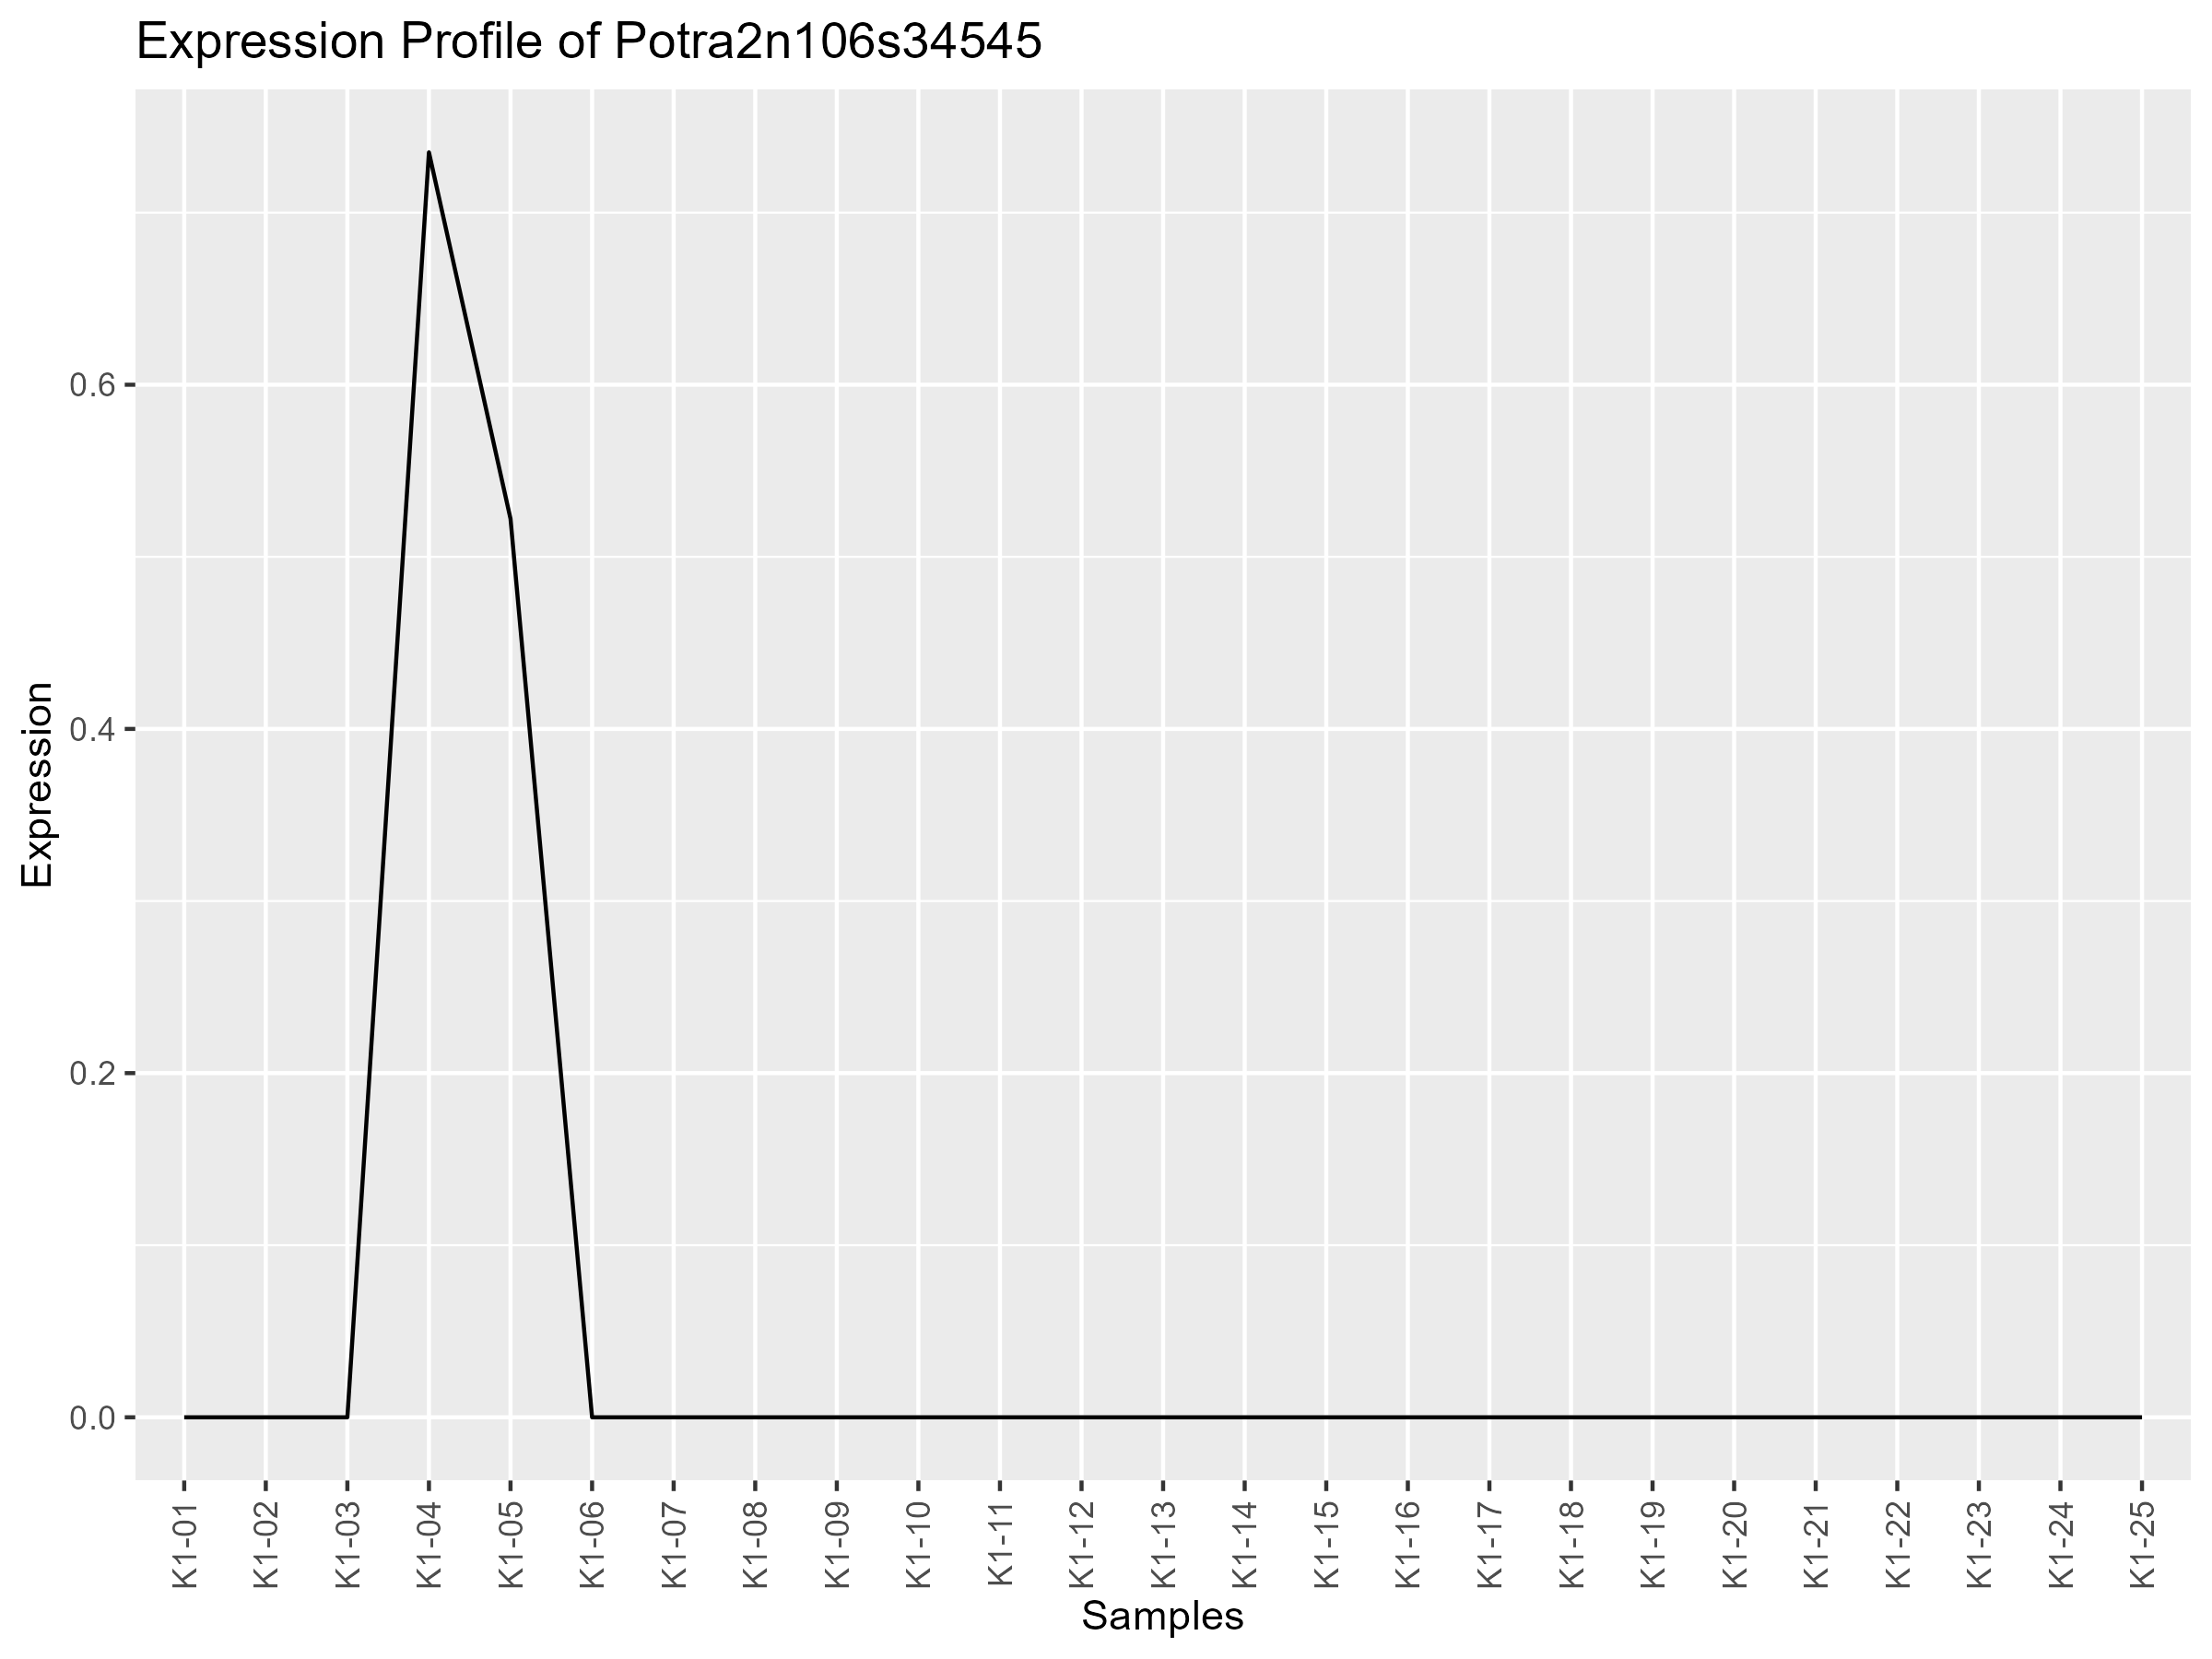 Expression Profile of Potra2n106s34545
Expression
0.6
0.4
0.2
0.0
K1-01
K1-02
K1-03
K1-04
K1-05
K1-06
K1-07
K1-08
K1-09
K1-10
K1-11
K1-12
K1-13
K1-14
K1-15
K1-16
K1-17
K1-18
K1-19
K1-20
K1-21
K1-22
K1-23
K1-24
K1-25
Samples